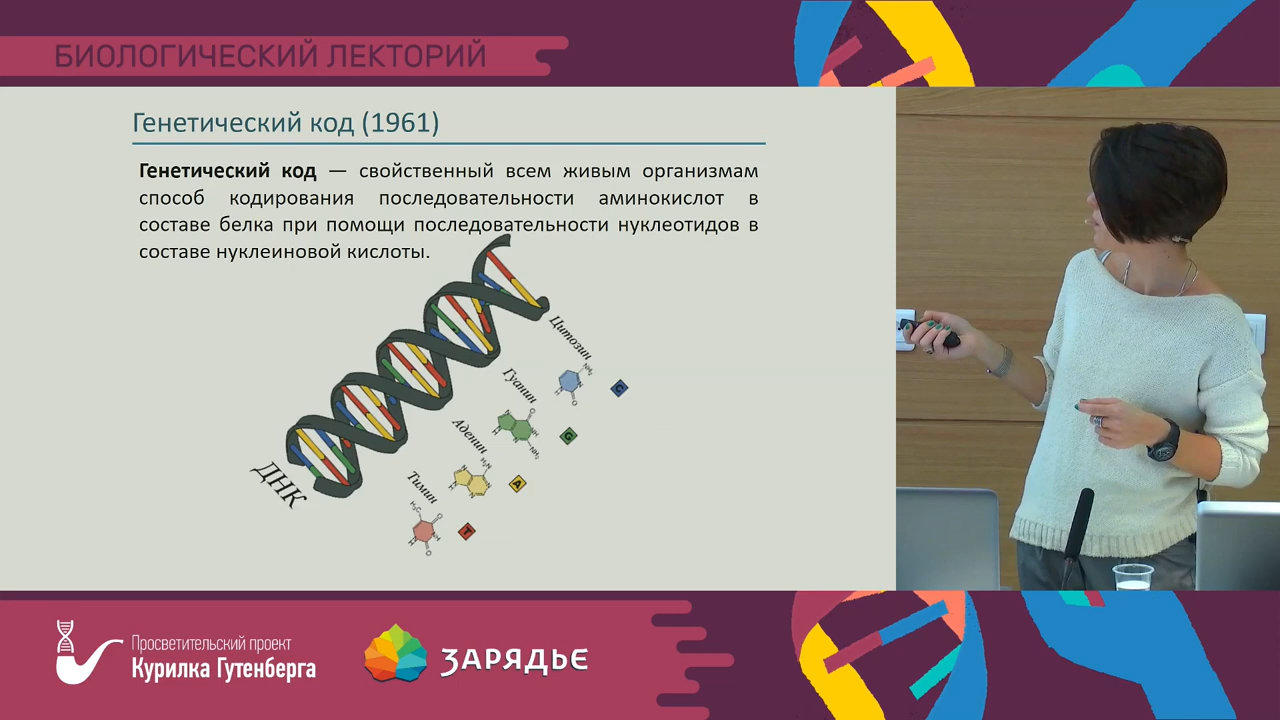 БИОЛОГИЧЕСКИЙ ЛЕКТОРИЙ
Генетический код (1961)
Генетический код — свойственный всем живым организмам
способ кодирования последовательности аминокислот в
составе белка при помощи последовательности нуклеотидов в
составе нуклеиновой кислоты.
Цитозин
C
Гуанин
G
Аденин
A
Тимин
T
ДНК
Просветительский проект
Курилка Гутенберга
ЗАРЯДЬЕ